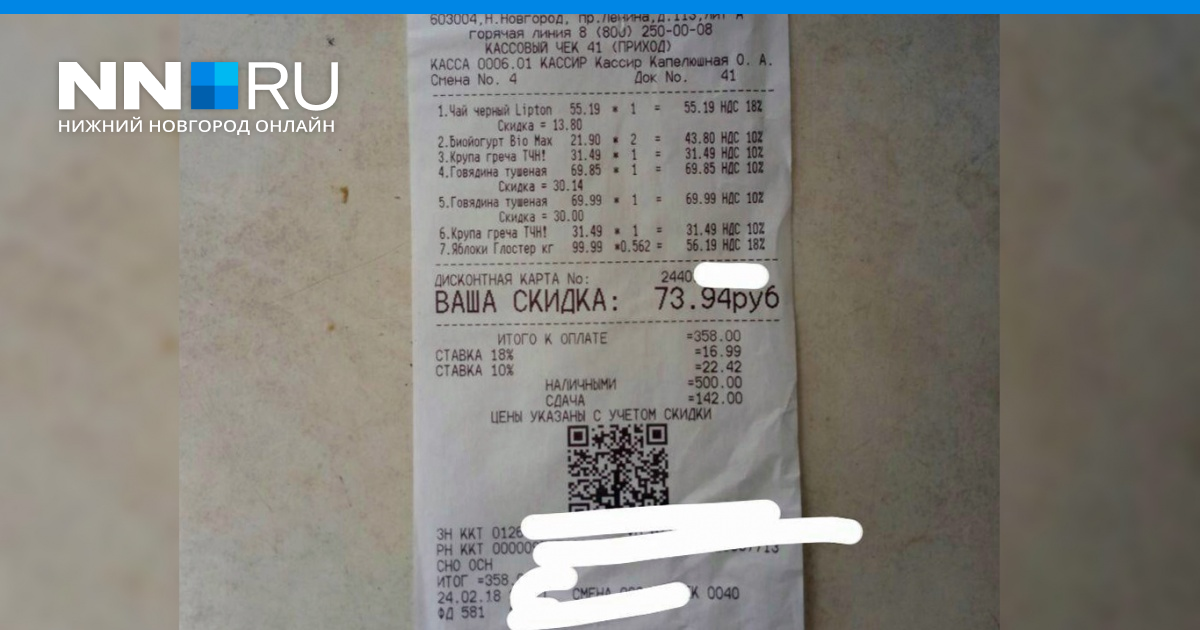 NN RU
НИЖНИЙ НОВГОРОД ОНЛАЙН
603004,Н.Новгород, пр.Ленина,д.113,лит А
горячая линия 8 (800) 250-00-08
КАССОВЫЙ ЧЕК 41 (ПРИХОД)
КАССА 0006.01 КАССИР Кассир Капелюшная О. А.
Смена No. 4 Док No. 41
1.Чай черный Lipton 55.19 * 1 = 55.19 НДС 18%
Скидка = 13.80
2.Биойогурт Bio Max 21.90 * 2 = 43.80 НДС 10%
3.Крупа греча ТЧН! 31.49 * 1 = 31.49 НДС 10%
4.Говядина тушеная 69.85 * 1 = 69.85 НДС 10%
Скидка = 30.14
5.Говядина тушеная 69.99 * 1 = 69.99 НДС 10%
Скидка = 30.00
6.Крупа греча ТЧН! 31.49 * 1 = 31.49 НДС 10%
7.Яблоки Глостер кг 99.99 *0.562 = 56.19 НДС 18%
ДИСКОНТНАЯ КАРТА No: 2440
ВАША СКИДКА: 73.94руб
ИТОГО К ОПЛАТЕ =358.00
СТАВКА 18% =16.99
СТАВКА 10% =22.42
НАЛИЧНЫМИ =500.00
СДАЧА =142.00
ЦЕНЫ УКАЗАНЫ С УЧЕТОМ СКИДКИ
ЗН ККТ 0126
РН ККТ 00000
СНО ОСН
ИТОГ =358.
24.02.18 СМЕНА 0040
ФД 581